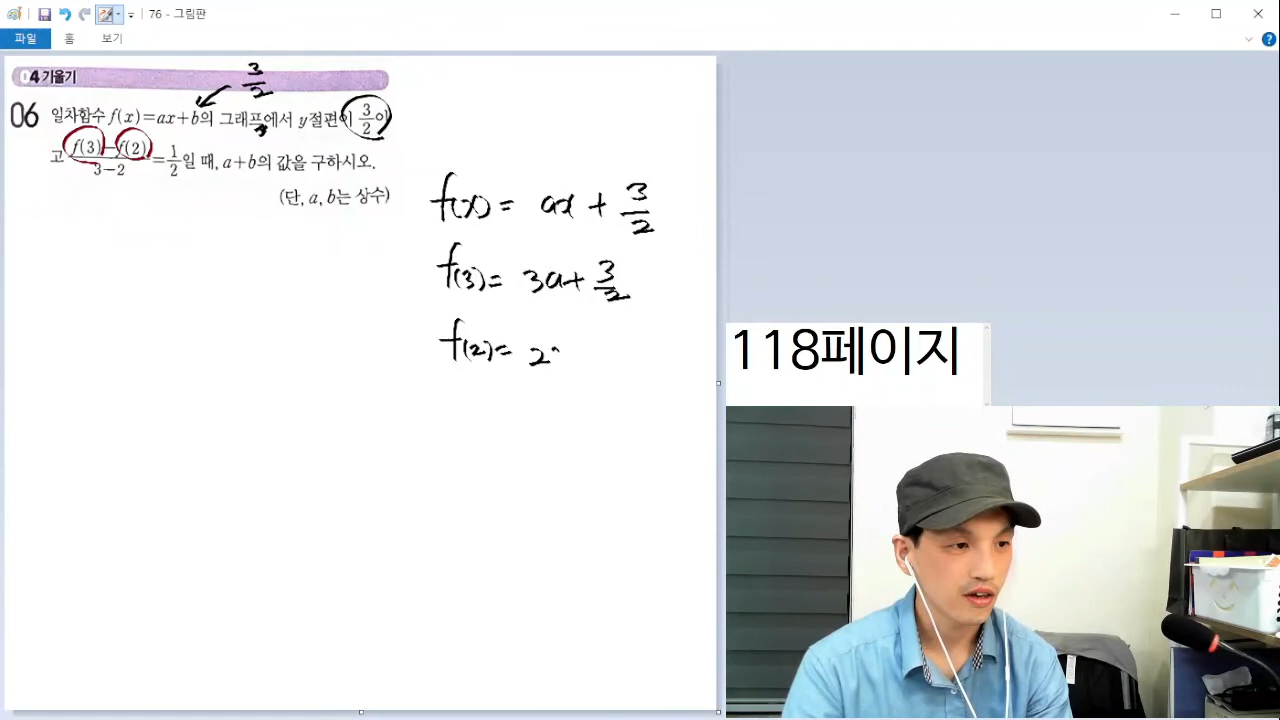 76 - 그림판
파일 홈 보기
04 기울기
3/2
06 일차함수 f(x)=ax+b의 그래프에서 y절편이 3/2이
고 f(3)-f(2)/3-2=1/2일 때, a+b의 값을 구하시오.
(단, a, b는 상수)
f(x) = ax + 3/2
f(3) = 3a + 3/2
f(2) = 2
118페이지